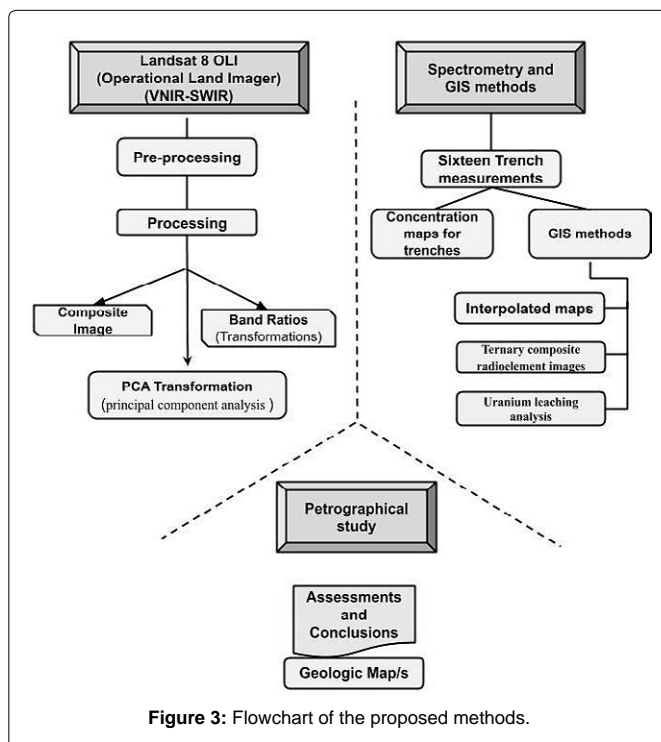 Landsat 8 OLI
(Operational Land Imager)
(VNIR-SWIR)
Pre-processing
Processing
Composite
Image
Band Ratios
(Transformations)
PCA Transformation
(principal component analysis )
Spectrometry and
GIS methods
Sixteen Trench
measurements
Concentration
maps for
trenches
GIS methods
Interpolated maps
Ternary composite
radioelement images
Uranium leaching
analysis
Petrographical
study
Assessments
and
Conclusions
Geologic Map/s
Figure 3: Flowchart of the proposed methods.